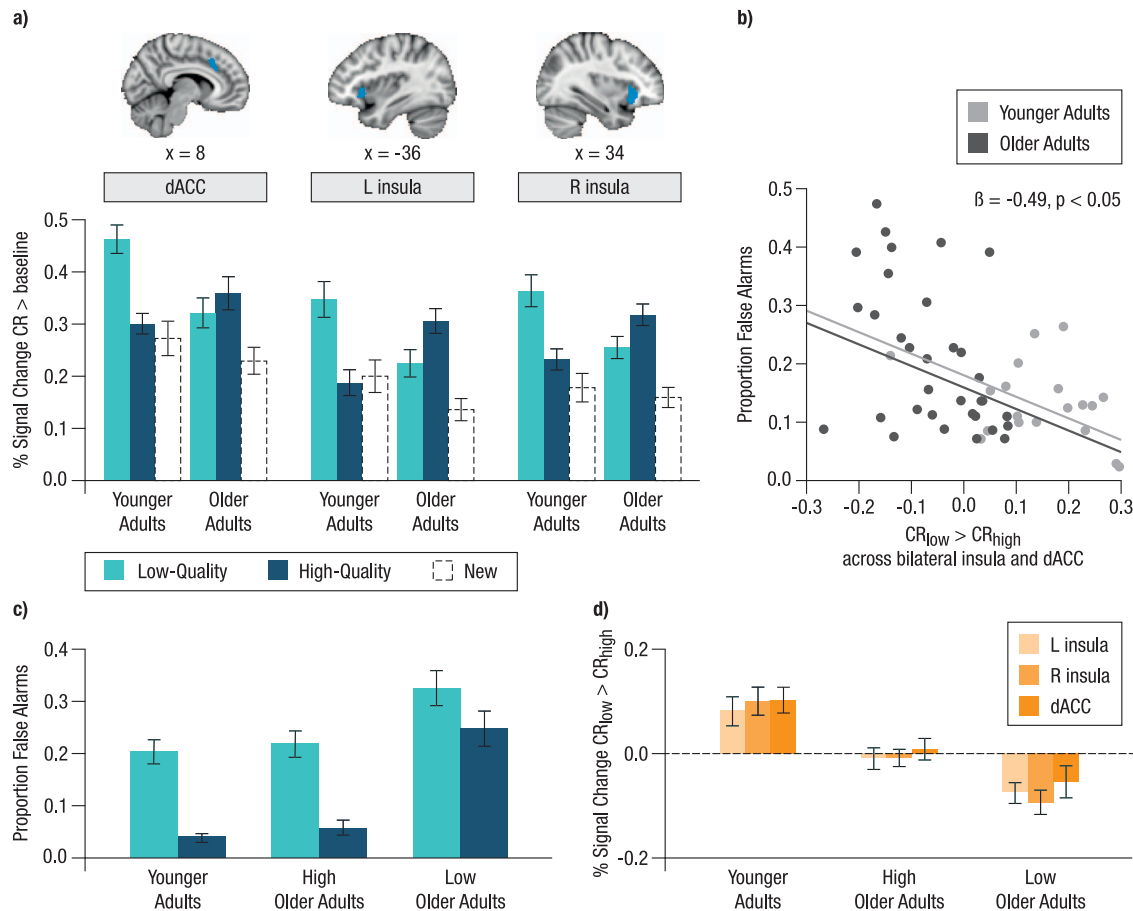 a)
x = 8
x = -36
x = 34
dACC
L insula
R insula
% Signal Change CR > baseline
0.5
0.4
0.3
0.2
0.1
0.0
Younger Adults
Older Adults
Younger Adults
Older Adults
Younger Adults
Older Adults
Low-Quality
High-Quality
New
b)
Younger Adults
Older Adults
ß = -0.49, p < 0.05
Proportion False Alarms
0.5
0.4
0.3
0.2
0.1
0.0
-0.3
-0.2
-0.1
0.0
0.1
0.2
0.3
CRlow > CRhigh
across bilateral insula and dACC
c)
Proportion False Alarms
0.4
0.3
0.2
0.1
0.0
Younger
Adults
High
Older Adults
Low
Older Adults
d)
L insula
R insula
dACC
% Signal Change CRlow > CRhigh
0.2
0.0
-0.2
Younger
Adults
High
Older Adults
Low
Older Adults